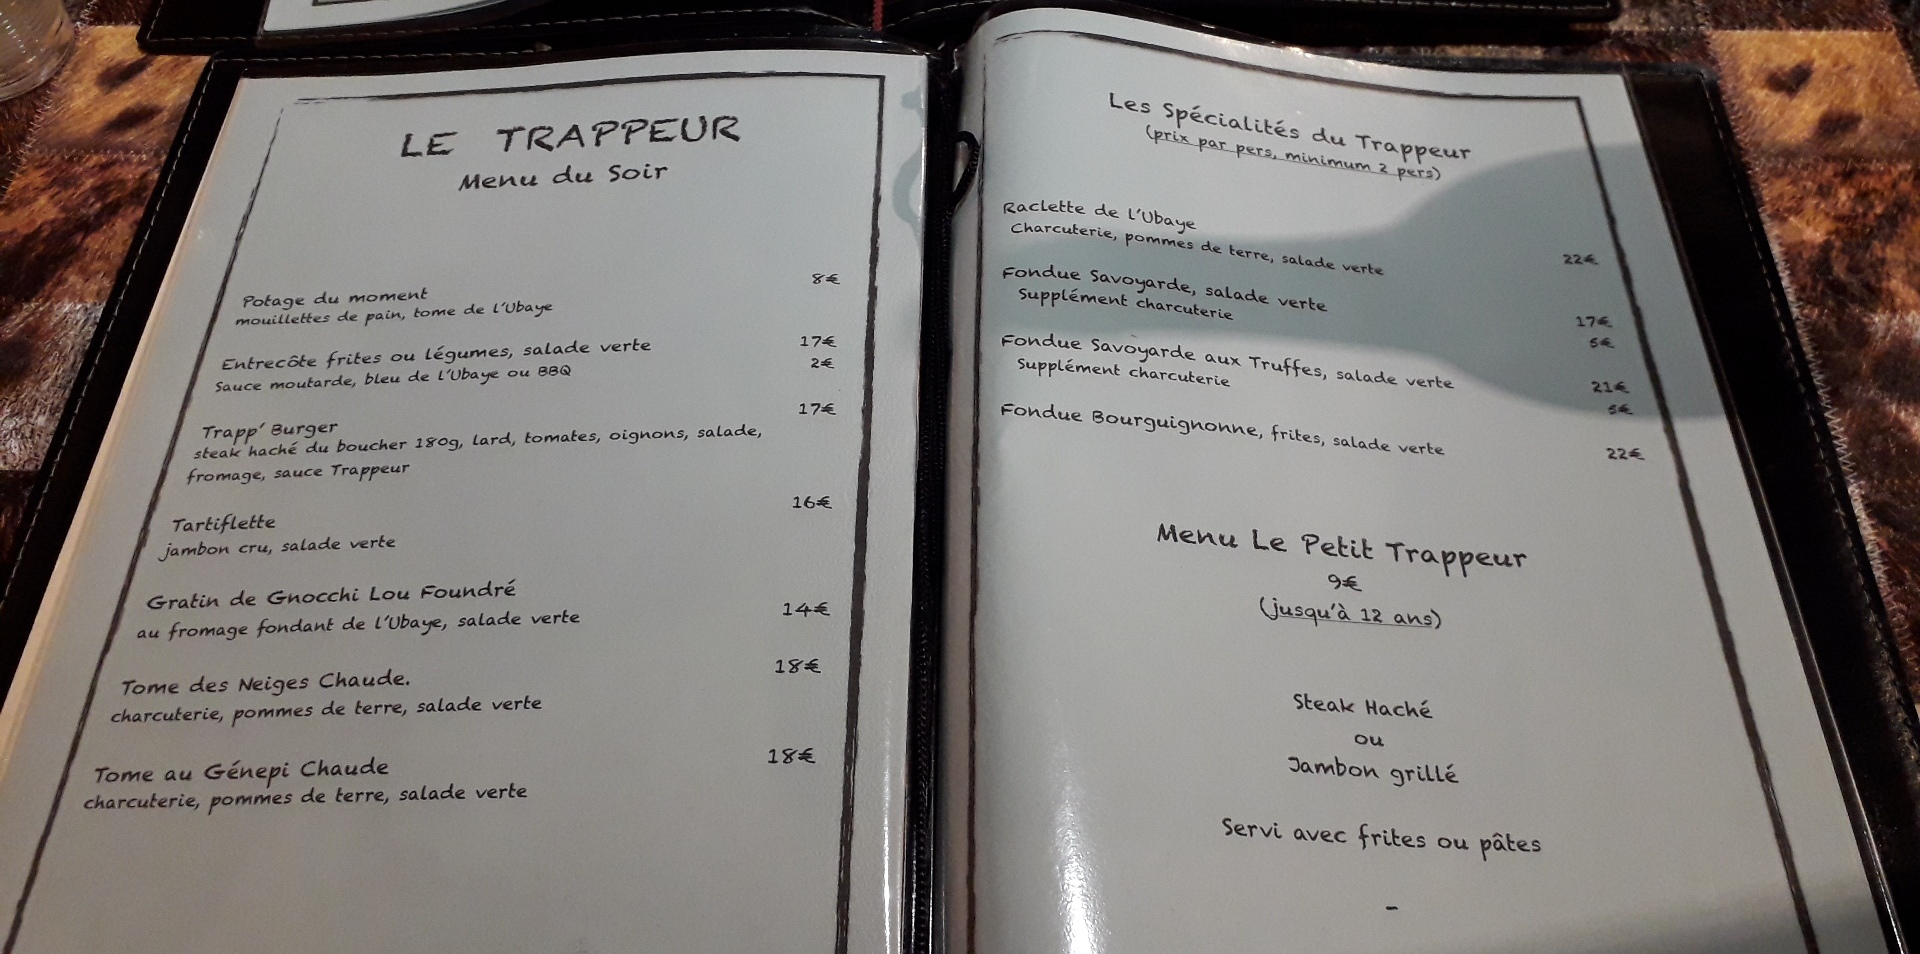 LE TRAPPEUR
Menu du Soir
Potage du moment 8€
mouillettes de pain, tome de l'Ubaye
Entrecôte frites ou légumes, salade verte 17€
Sauce moutarde, bleu de l'Ubaye ou BBQ 2€
Trapp' Burger 17€
steak haché du boucher 180g, lard, tomates, oignons, salade,
fromage, sauce Trappeur
Tartiflette 16€
jambon cru, salade verte
Gratin de Gnocchi Lou Foundré
au fromage fondant de l'Ubaye, salade verte 14€
Tome des Neiges Chaude. 18€
charcuterie, pommes de terre, salade verte
Tome au Génepi Chaude 18€
charcuterie, pommes de terre, salade verte
Les Spécialités du Trappeur
(prix par pers, minimum 2 pers)
Raclette de l'Ubaye
Charcuterie, pommes de terre, salade verte 22€
Fondue Savoyarde, salade verte 17€
Supplément charcuterie 5€
Fondue Savoyarde aux Truffes, salade verte 21€
Supplément charcuterie 5€
Fondue Bourguignonne, frites, salade verte 22€
Menu Le Petit Trappeur
9€
(jusqu'à 12 ans)
Steak Haché
ou
Jambon grillé
Servi avec frites ou pâtes
-